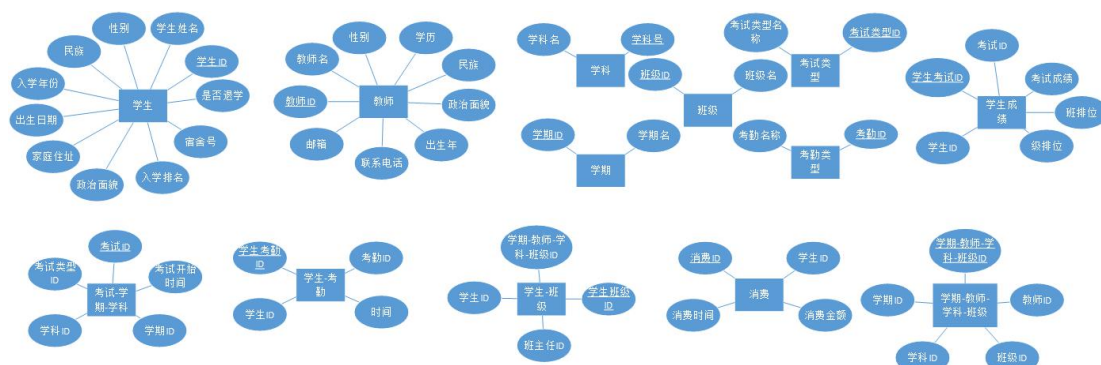 性别
学生姓名
民族
学生ID
入学年份
是否退学
学生
出生日期
宿舍号
家庭住址
政治面貌
入学排名
性别
学历
教师名
民族
教师ID
教师
政治面貌
邮箱
出生年
联系电话
学科名
学科号
学科
班级ID
班级名
班级
考试类型名
称
考试类型ID
考试类
型
学期ID
学期名
学期
考勤名称
考勤ID
考勤类
型
考试ID
学生考试ID
考试成绩
学生成
绩
班排位
学生ID
级排位
考试ID
考试类型
ID
考试开始
时间
考试-学
期-学科
学科ID
学期ID
学生考勤
ID
考勤ID
学生-考
勤
学生ID
时间
学期-教师-学
科-班级ID
学生ID
学生-班
级
学生班级
ID
班主任ID
消费ID
学生ID
消费
消费时间
消费金额
学期-教师-学
科-班级ID
学期ID
学期-教师-
学科-班级
教师ID
学科ID
班级ID